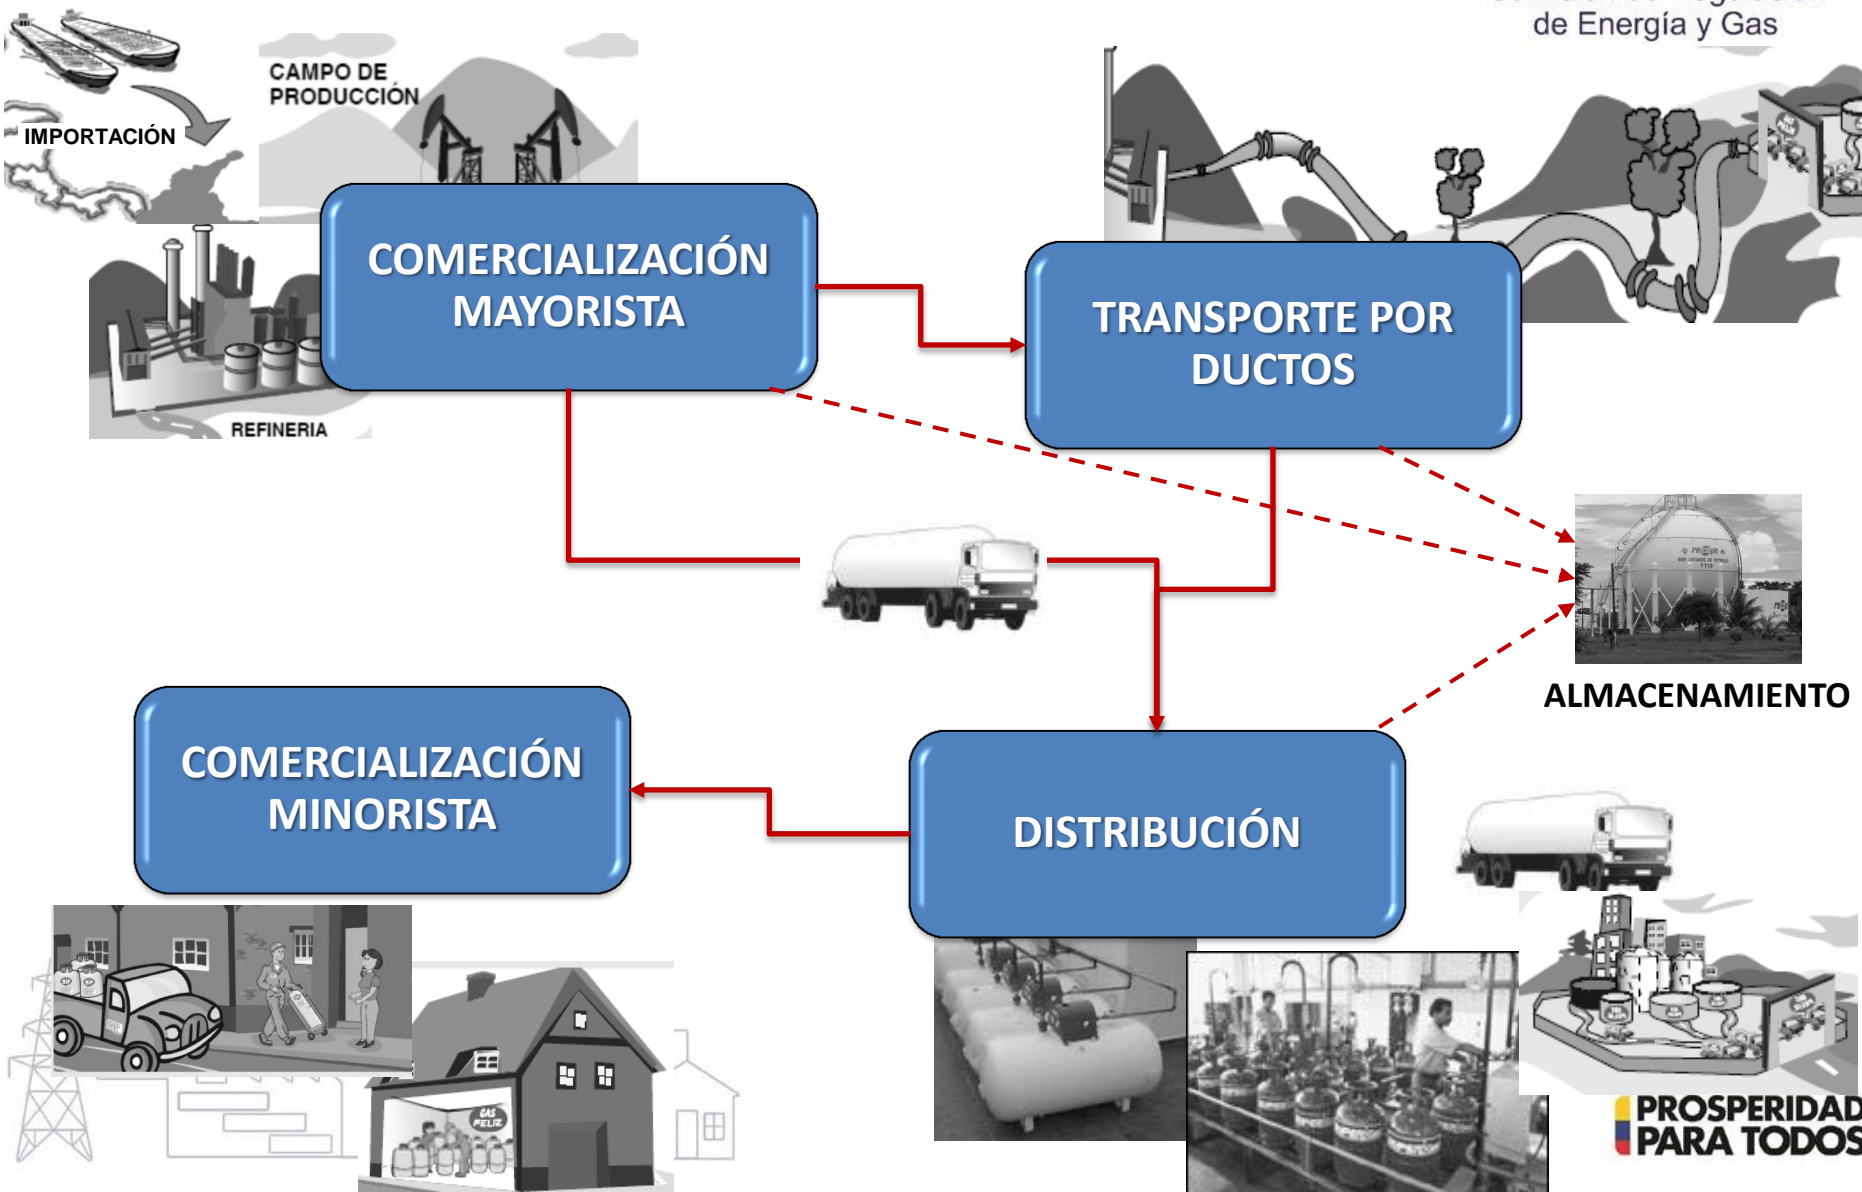 de Energía y Gas
CAMPO DE
PRODUCCIÓN
IMPORTACIÓN
COMERCIALIZACIÓN
MAYORISTA
TRANSPORTE POR
DUCTOS
REFINERIA
ALMACENAMIENTO
COMERCIALIZACIÓN
MINORISTA
DISTRIBUCIÓN
GAS
FELIZ
PROSPERIDAD
PARA TODOS